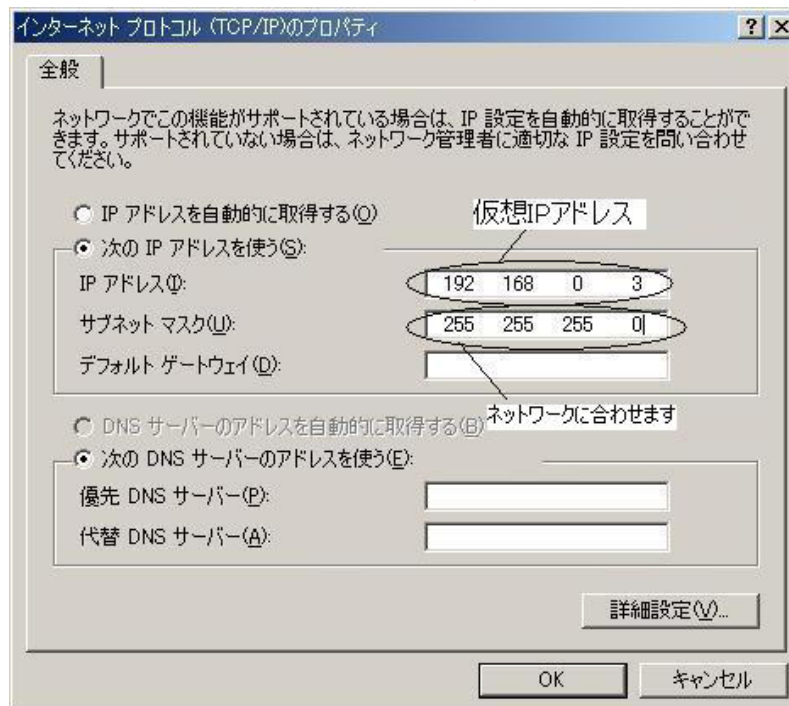 インターネット プロトコル (TCP/IP)のプロパティ
全般
ネットワークでこの機能がサポートされている場合は、IP 設定を自動的に取得することがで
きます。サポートされていない場合は、ネットワーク管理者に適切な IP 設定を問い合わせ
てください。
IP アドレスを自動的に取得する(O)
仮想IPアドレス
次の IP アドレスを使う(S):
IP アドレス(I): 192 168 0 3
サブネット マスク(U): 255 255 255 0
デフォルト ゲートウェイ(D):
ネットワークに合わせます
DNS サーバーのアドレスを自動的に取得する(B)
次の DNS サーバーのアドレスを使う(E):
優先 DNS サーバー(P):
代替 DNS サーバー(A):
詳細設定(V)...
OK キャンセル